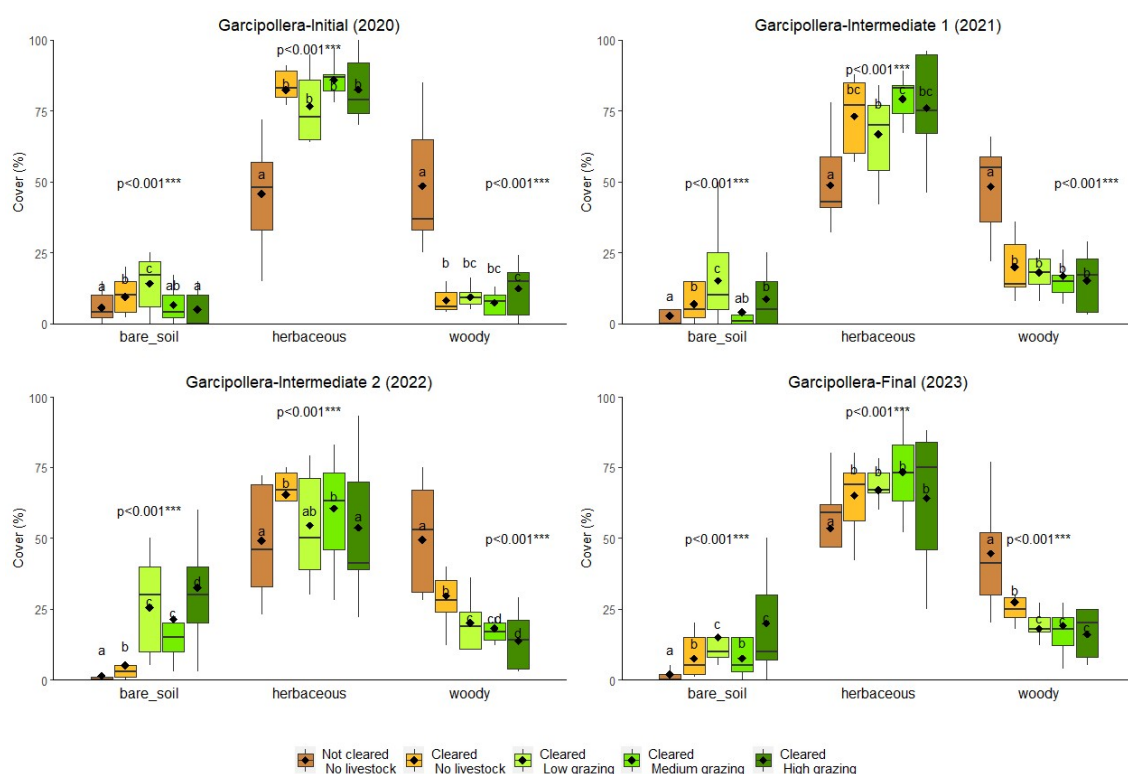 Garcipollera-Initial (2020)
Cover (%)
100
75
50
25
0
p<0.001***
p<0.001***
p<0.001***
a b c ab a
a b b b b
a b bc bc c
bare_soil herbaceous woody
Garcipollera-Intermediate 1 (2021)
Cover (%)
100
75
50
25
0
p<0.001***
p<0.001***
p<0.001***
a b c ab b
a bc b c bc
a b b b b
bare_soil herbaceous woody
Garcipollera-Intermediate 2 (2022)
Cover (%)
100
75
50
25
0
p<0.001***
p<0.001***
p<0.001***
a b c c d
a b ab b a
a b c cd d
bare_soil herbaceous woody
Garcipollera-Final (2023)
Cover (%)
100
75
50
25
0
p<0.001***
p<0.001***
p<0.001***
a b c b c
a b b b b
a b c c c
bare_soil herbaceous woody
Not cleared Cleared Cleared Cleared Cleared
No livestock No livestock Low grazing Medium grazing High grazing